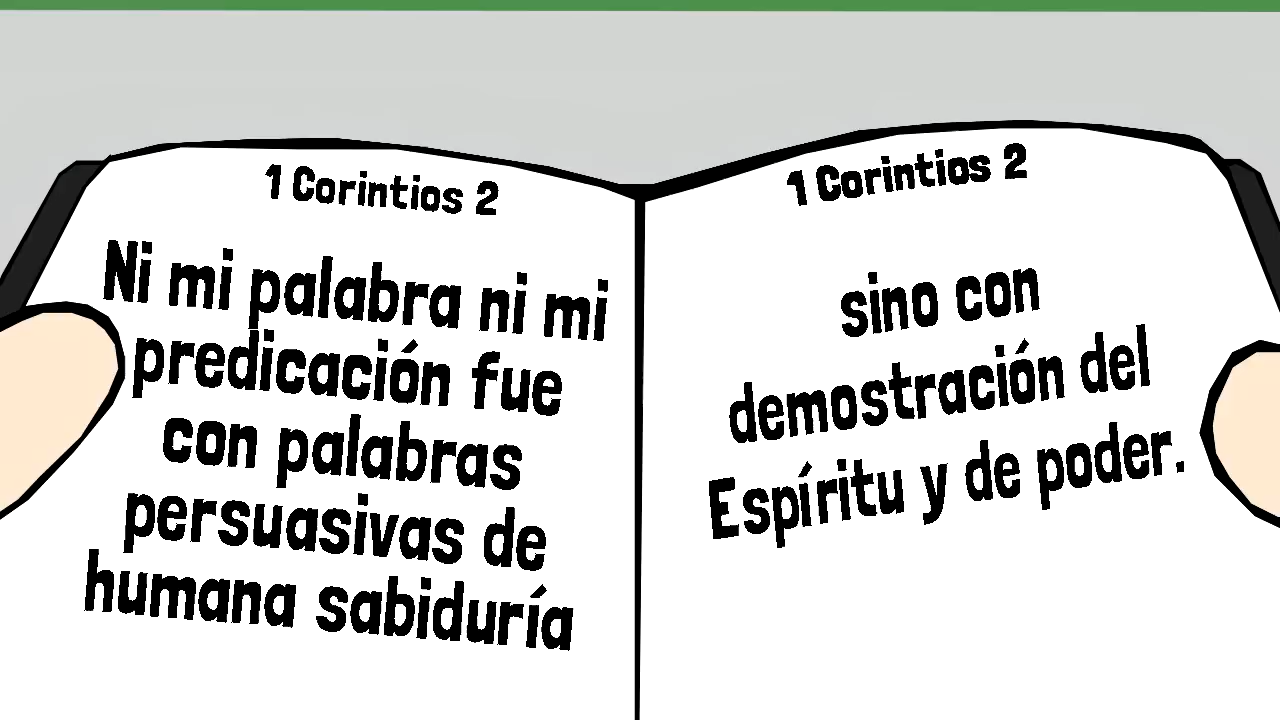 1 Corintios 2
Ni mi palabra ni mi
predicación fue
con palabras
persuasivas de
humana sabiduría
1 Corintios 2
sino con
demostración del
Espíritu y de poder.